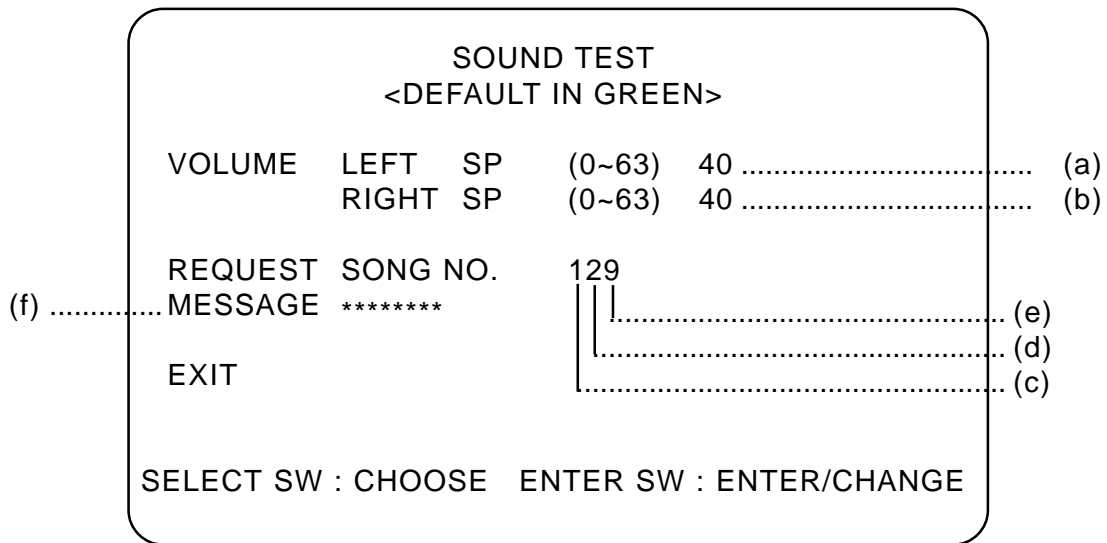 SOUND TEST
<DEFAULT IN GREEN>
VOLUME LEFT SP (0~63) 40 .................................... (a)
RIGHT SP (0~63) 40 .................................... (b)
REQUEST SONG NO. 129
(f) .............. MESSAGE ********
................................................. (e)
................................................... (d)
EXIT
..................................................... (c)
SELECT SW : CHOOSE ENTER SW : ENTER/CHANGE